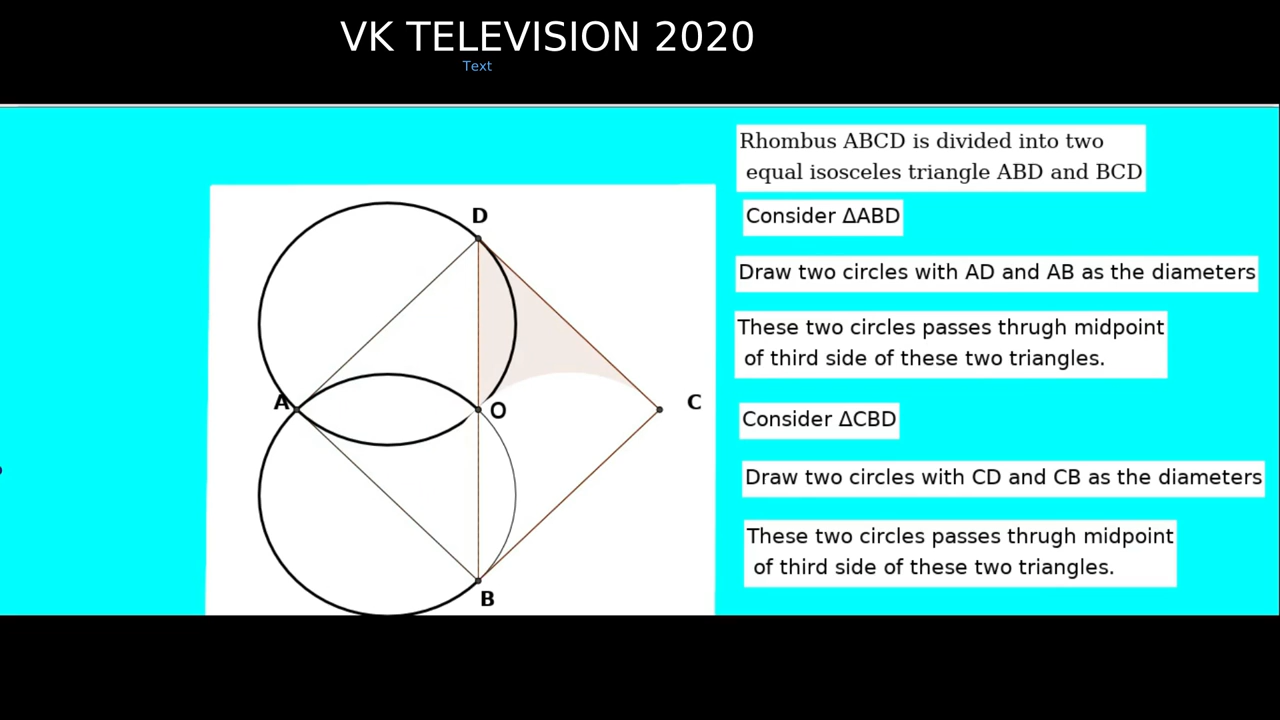 VK TELEVISION 2020
Text
Rhombus ABCD is divided into two
equal isosceles triangle ABD and BCD
Consider ΔABD
Draw two circles with AD and AB as the diameters
These two circles passes thrugh midpoint
of third side of these two triangles.
Consider ΔCBD
Draw two circles with CD and CB as the diameters
These two circles passes thrugh midpoint
of third side of these two triangles.
D
A
O
C
B